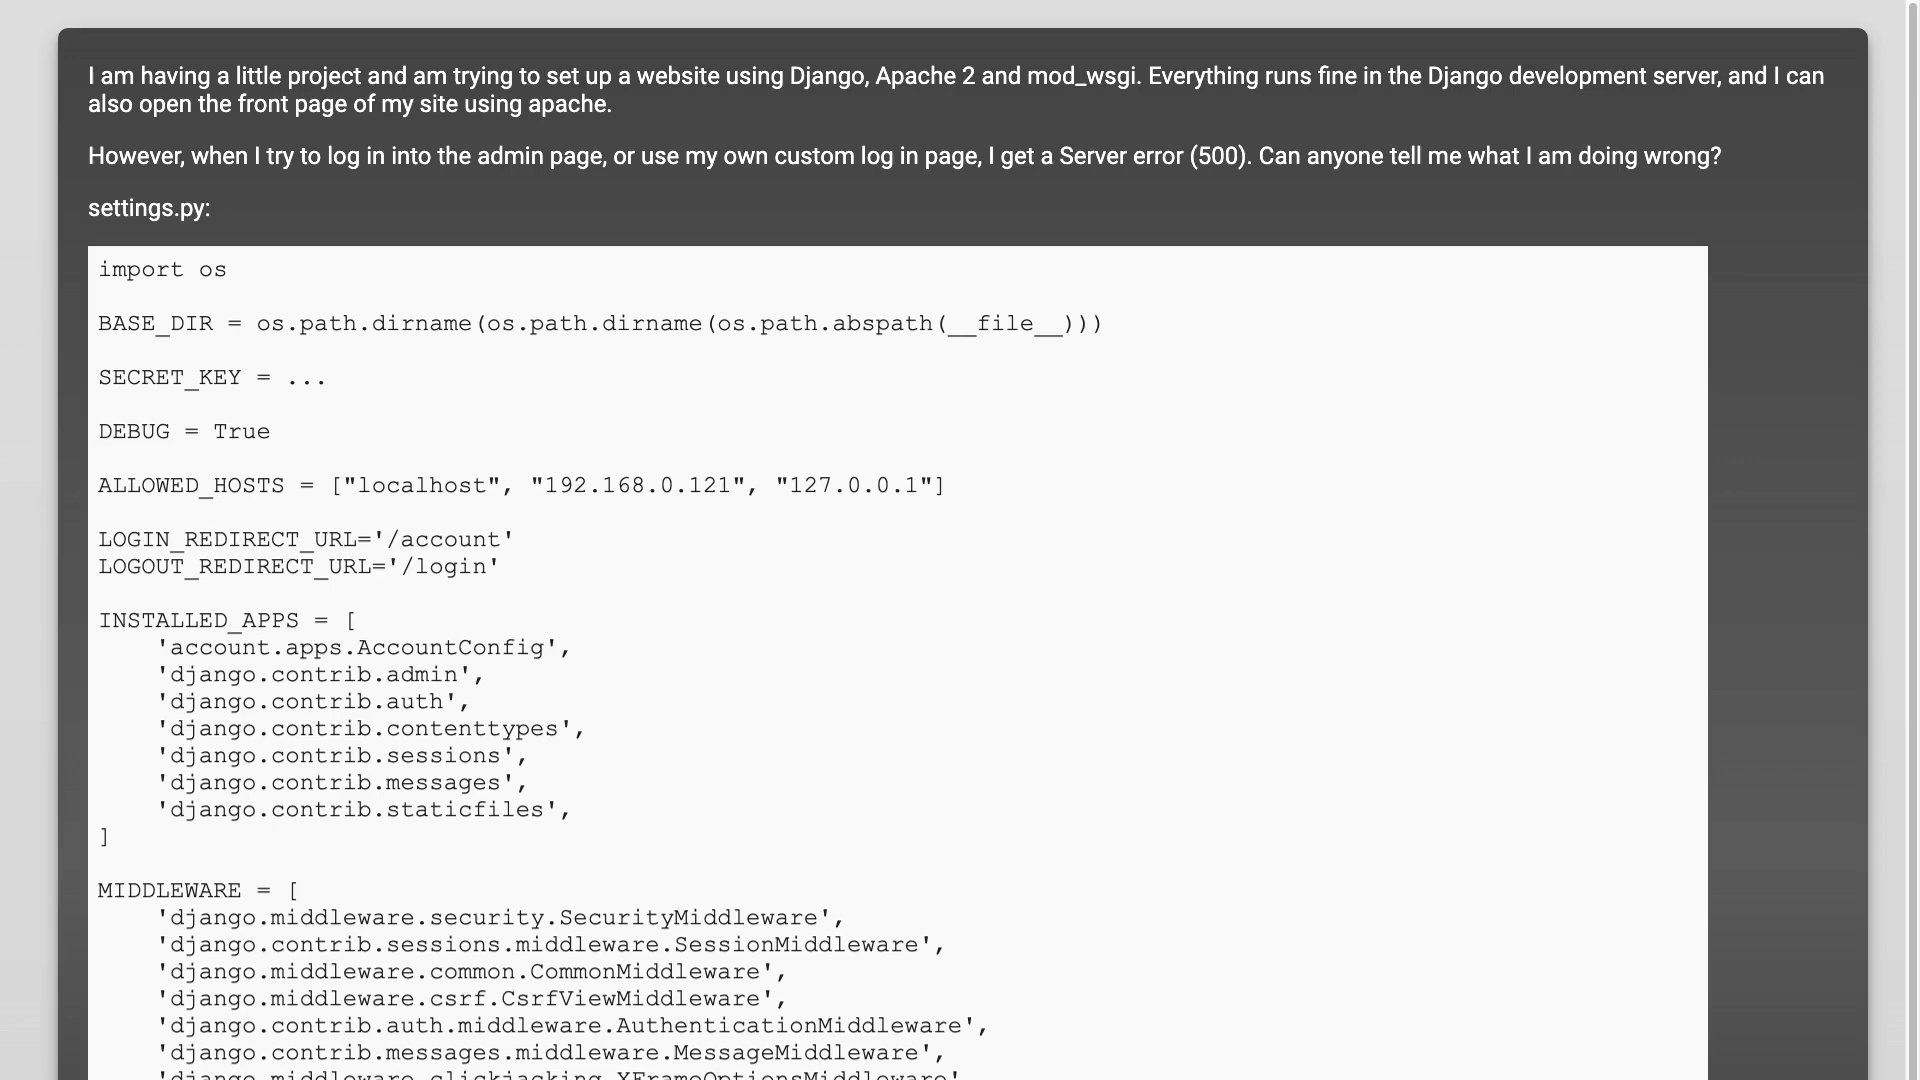 I am having a little project and am trying to set up a website using Django, Apache 2 and mod_wsgi. Everything runs fine in the Django development server, and I can
also open the front page of my site using apache.
However, when I try to log in into the admin page, or use my own custom log in page, I get a Server error (500). Can anyone tell me what I am doing wrong?
settings.py:
import os
BASE_DIR = os.path.dirname(os.path.dirname(os.path.abspath(__file__)))
SECRET_KEY = ...
DEBUG = True
ALLOWED_HOSTS = ["localhost", "192.168.0.121", "127.0.0.1"]
LOGIN_REDIRECT_URL='/account'
LOGOUT_REDIRECT_URL='/login'
INSTALLED_APPS = [
    'account.apps.AccountConfig',
    'django.contrib.admin',
    'django.contrib.auth',
    'django.contrib.contenttypes',
    'django.contrib.sessions',
    'django.contrib.messages',
    'django.contrib.staticfiles',
]
MIDDLEWARE = [
    'django.middleware.security.SecurityMiddleware',
    'django.contrib.sessions.middleware.SessionMiddleware',
    'django.middleware.common.CommonMiddleware',
    'django.middleware.csrf.CsrfViewMiddleware',
    'django.contrib.auth.middleware.AuthenticationMiddleware',
    'django.contrib.messages.middleware.MessageMiddleware',
    'django.middleware.clickjacking.XFrameOptionsMiddleware'